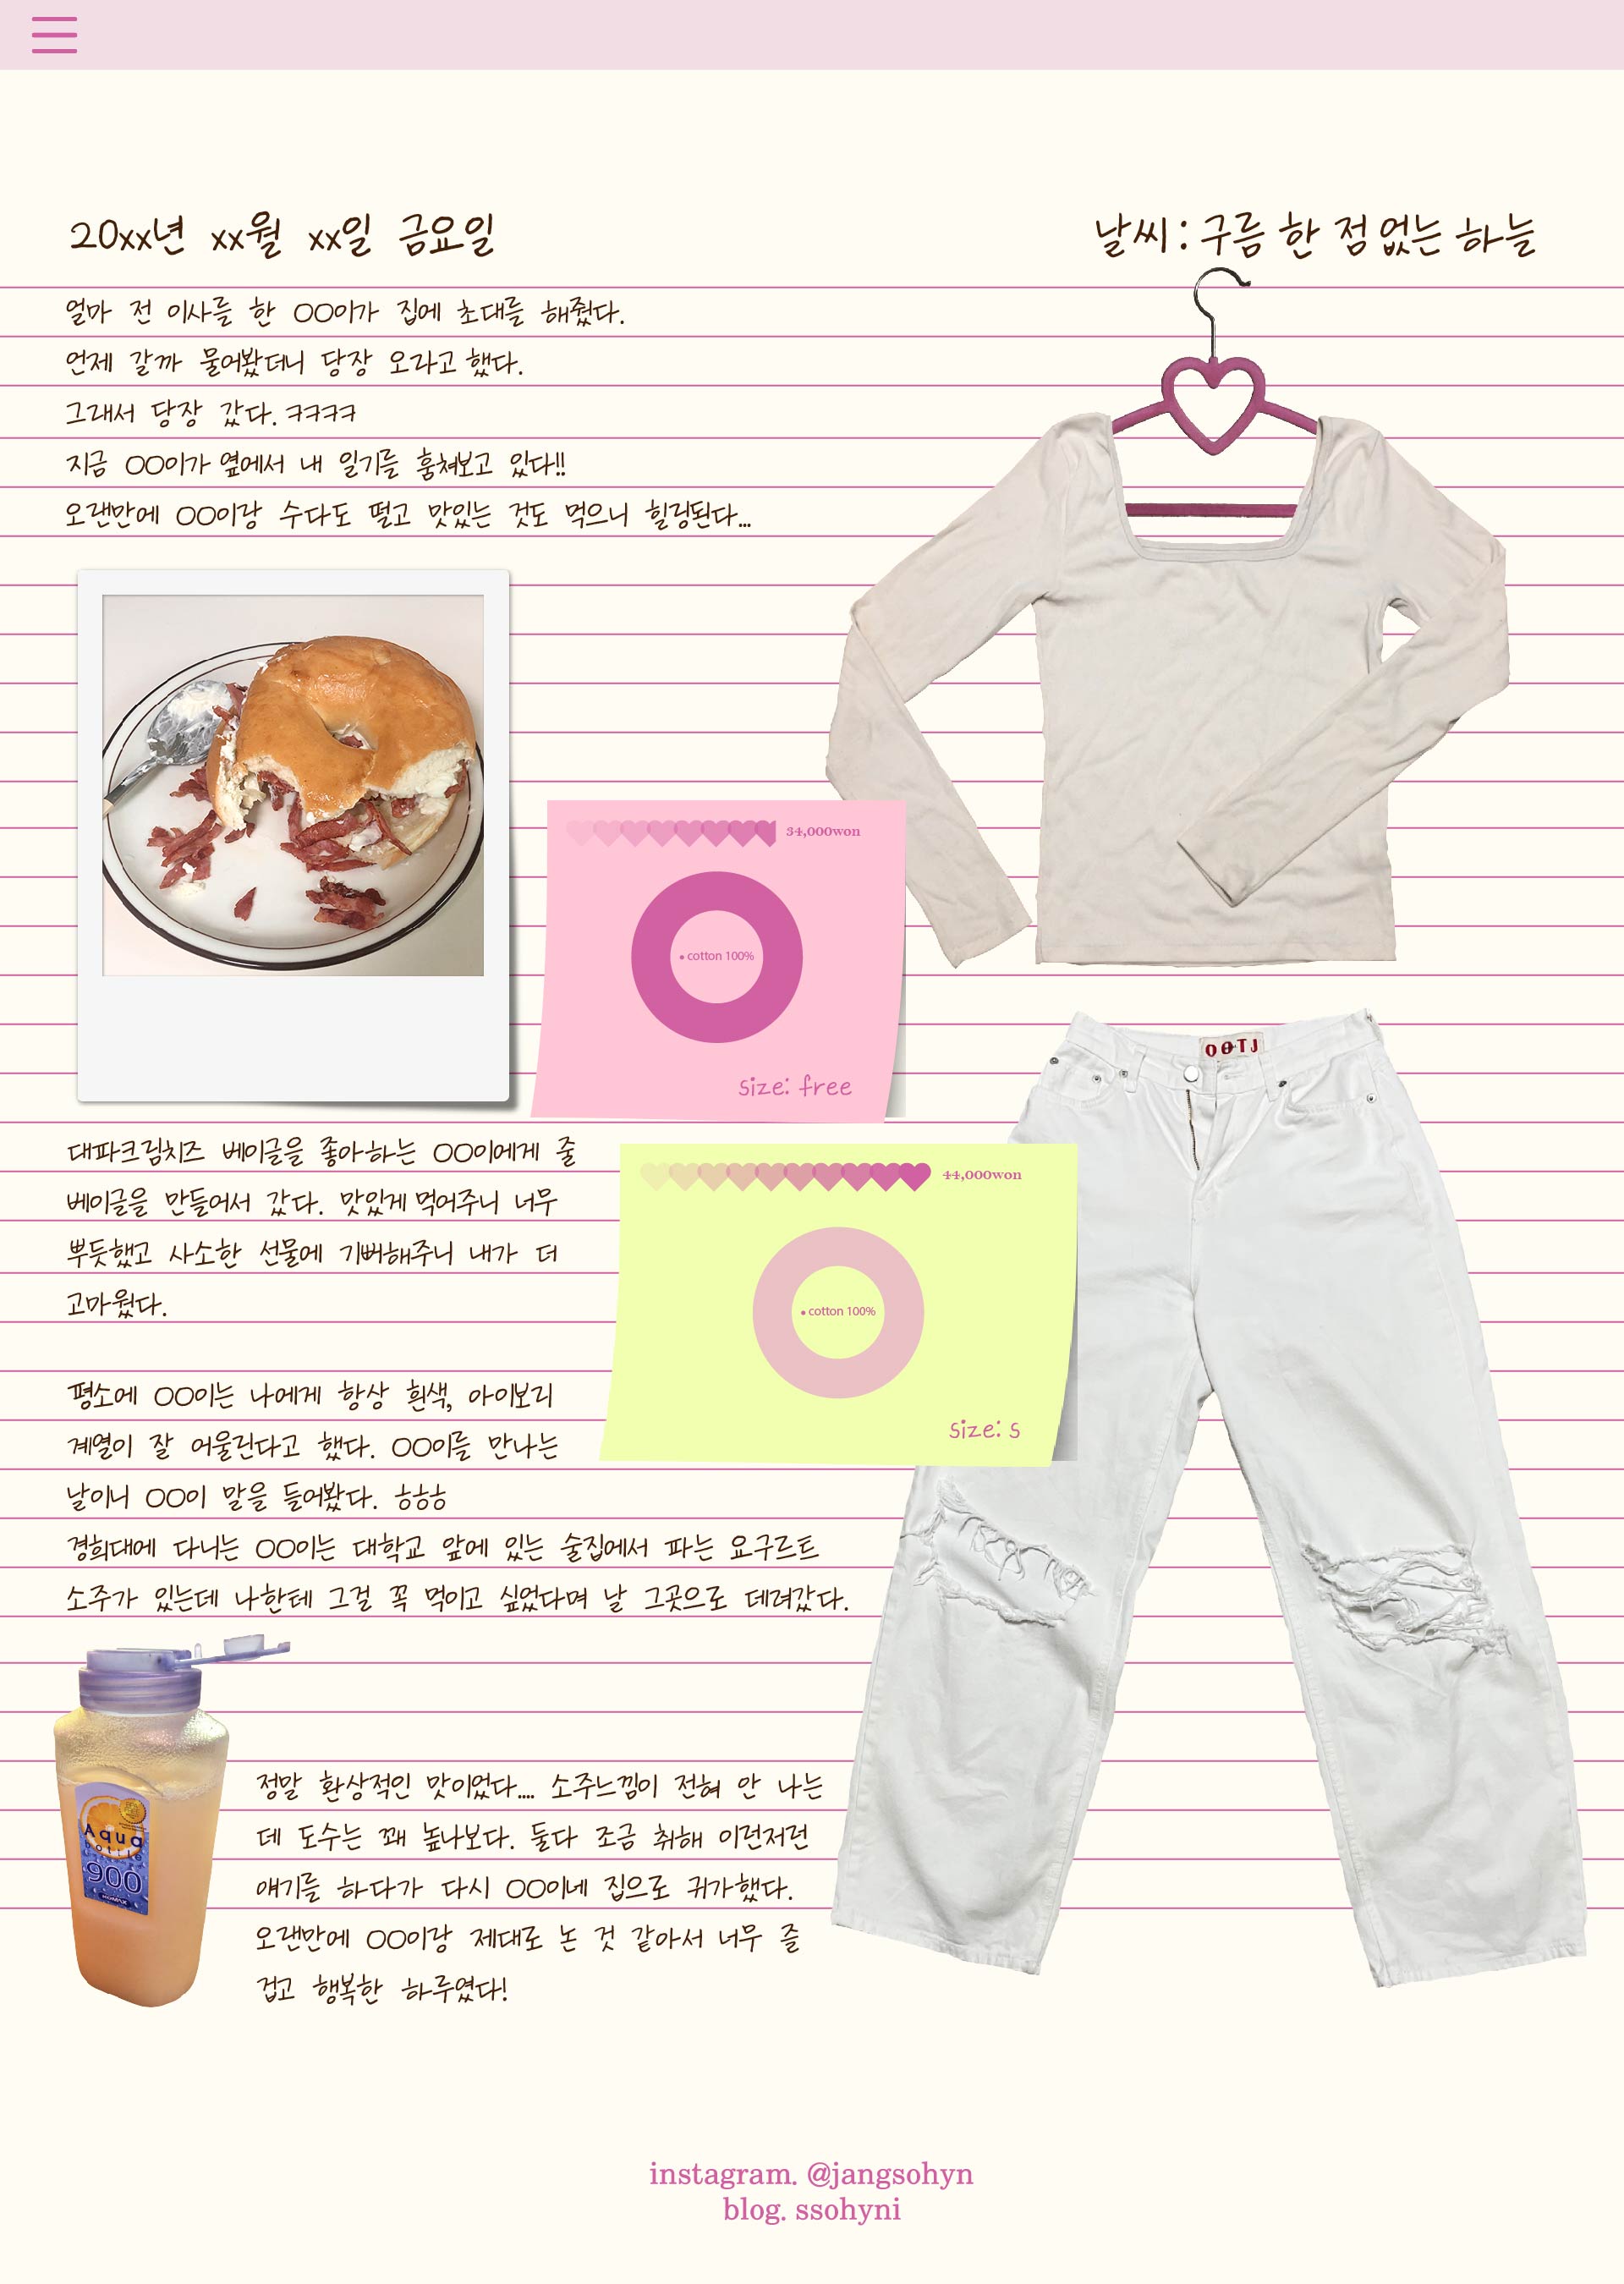 20xx년 xx월 xx일 금요일
날씨 : 구름 한 점 없는 하늘
얼마 전 이사를 한 OO이가 집에 초대를 해줬다.
언제 갈까 물어봤더니 당장 오라고 했다.
그래서 당장 갔다. ㅋㅋㅋㅋ
지금 OO이가 옆에서 내 일기를 훔쳐보고 있다!!
오랜만에 OO이랑 수다도 떨고 맛있는 것도 먹으니 힐링된다...
34,000won
• cotton 100%
size: free
OOTJ
대파크림치즈 베이글을 좋아하는 OO이에게 줄
베이글을 만들어서 갔다. 맛있게 먹어주니 너무
뿌듯했고 사소한 선물에 기뻐해주니 내가 더
고마웠다.
44,000won
• cotton 100%
size: s
평소에 OO이는 나에게 항상 흰색, 아이보리
계열이 잘 어울린다고 했다. OO이를 만나는
날이니 OO이 말을 들어봤다. ㅎㅎㅎ
경희대에 다니는 OO이는 대학교 앞에 있는 술집에서 파는 요구르트
소주가 있는데 나한테 그걸 꼭 먹이고 싶었다며 날 그곳으로 데려갔다.
Aqua
bottle
900
정말 환상적인 맛이었다.... 소주느낌이 전혀 안 나는
데 도수는 꽤 높나보다. 둘다 조금 취해 이런저런
얘기를 하다가 다시 OO이네 집으로 귀가했다.
오랜만에 OO이랑 제대로 논 것 같아서 너무 즐
겁고 행복한 하루였다!
instagram. @jangsohyn
blog. ssohyni